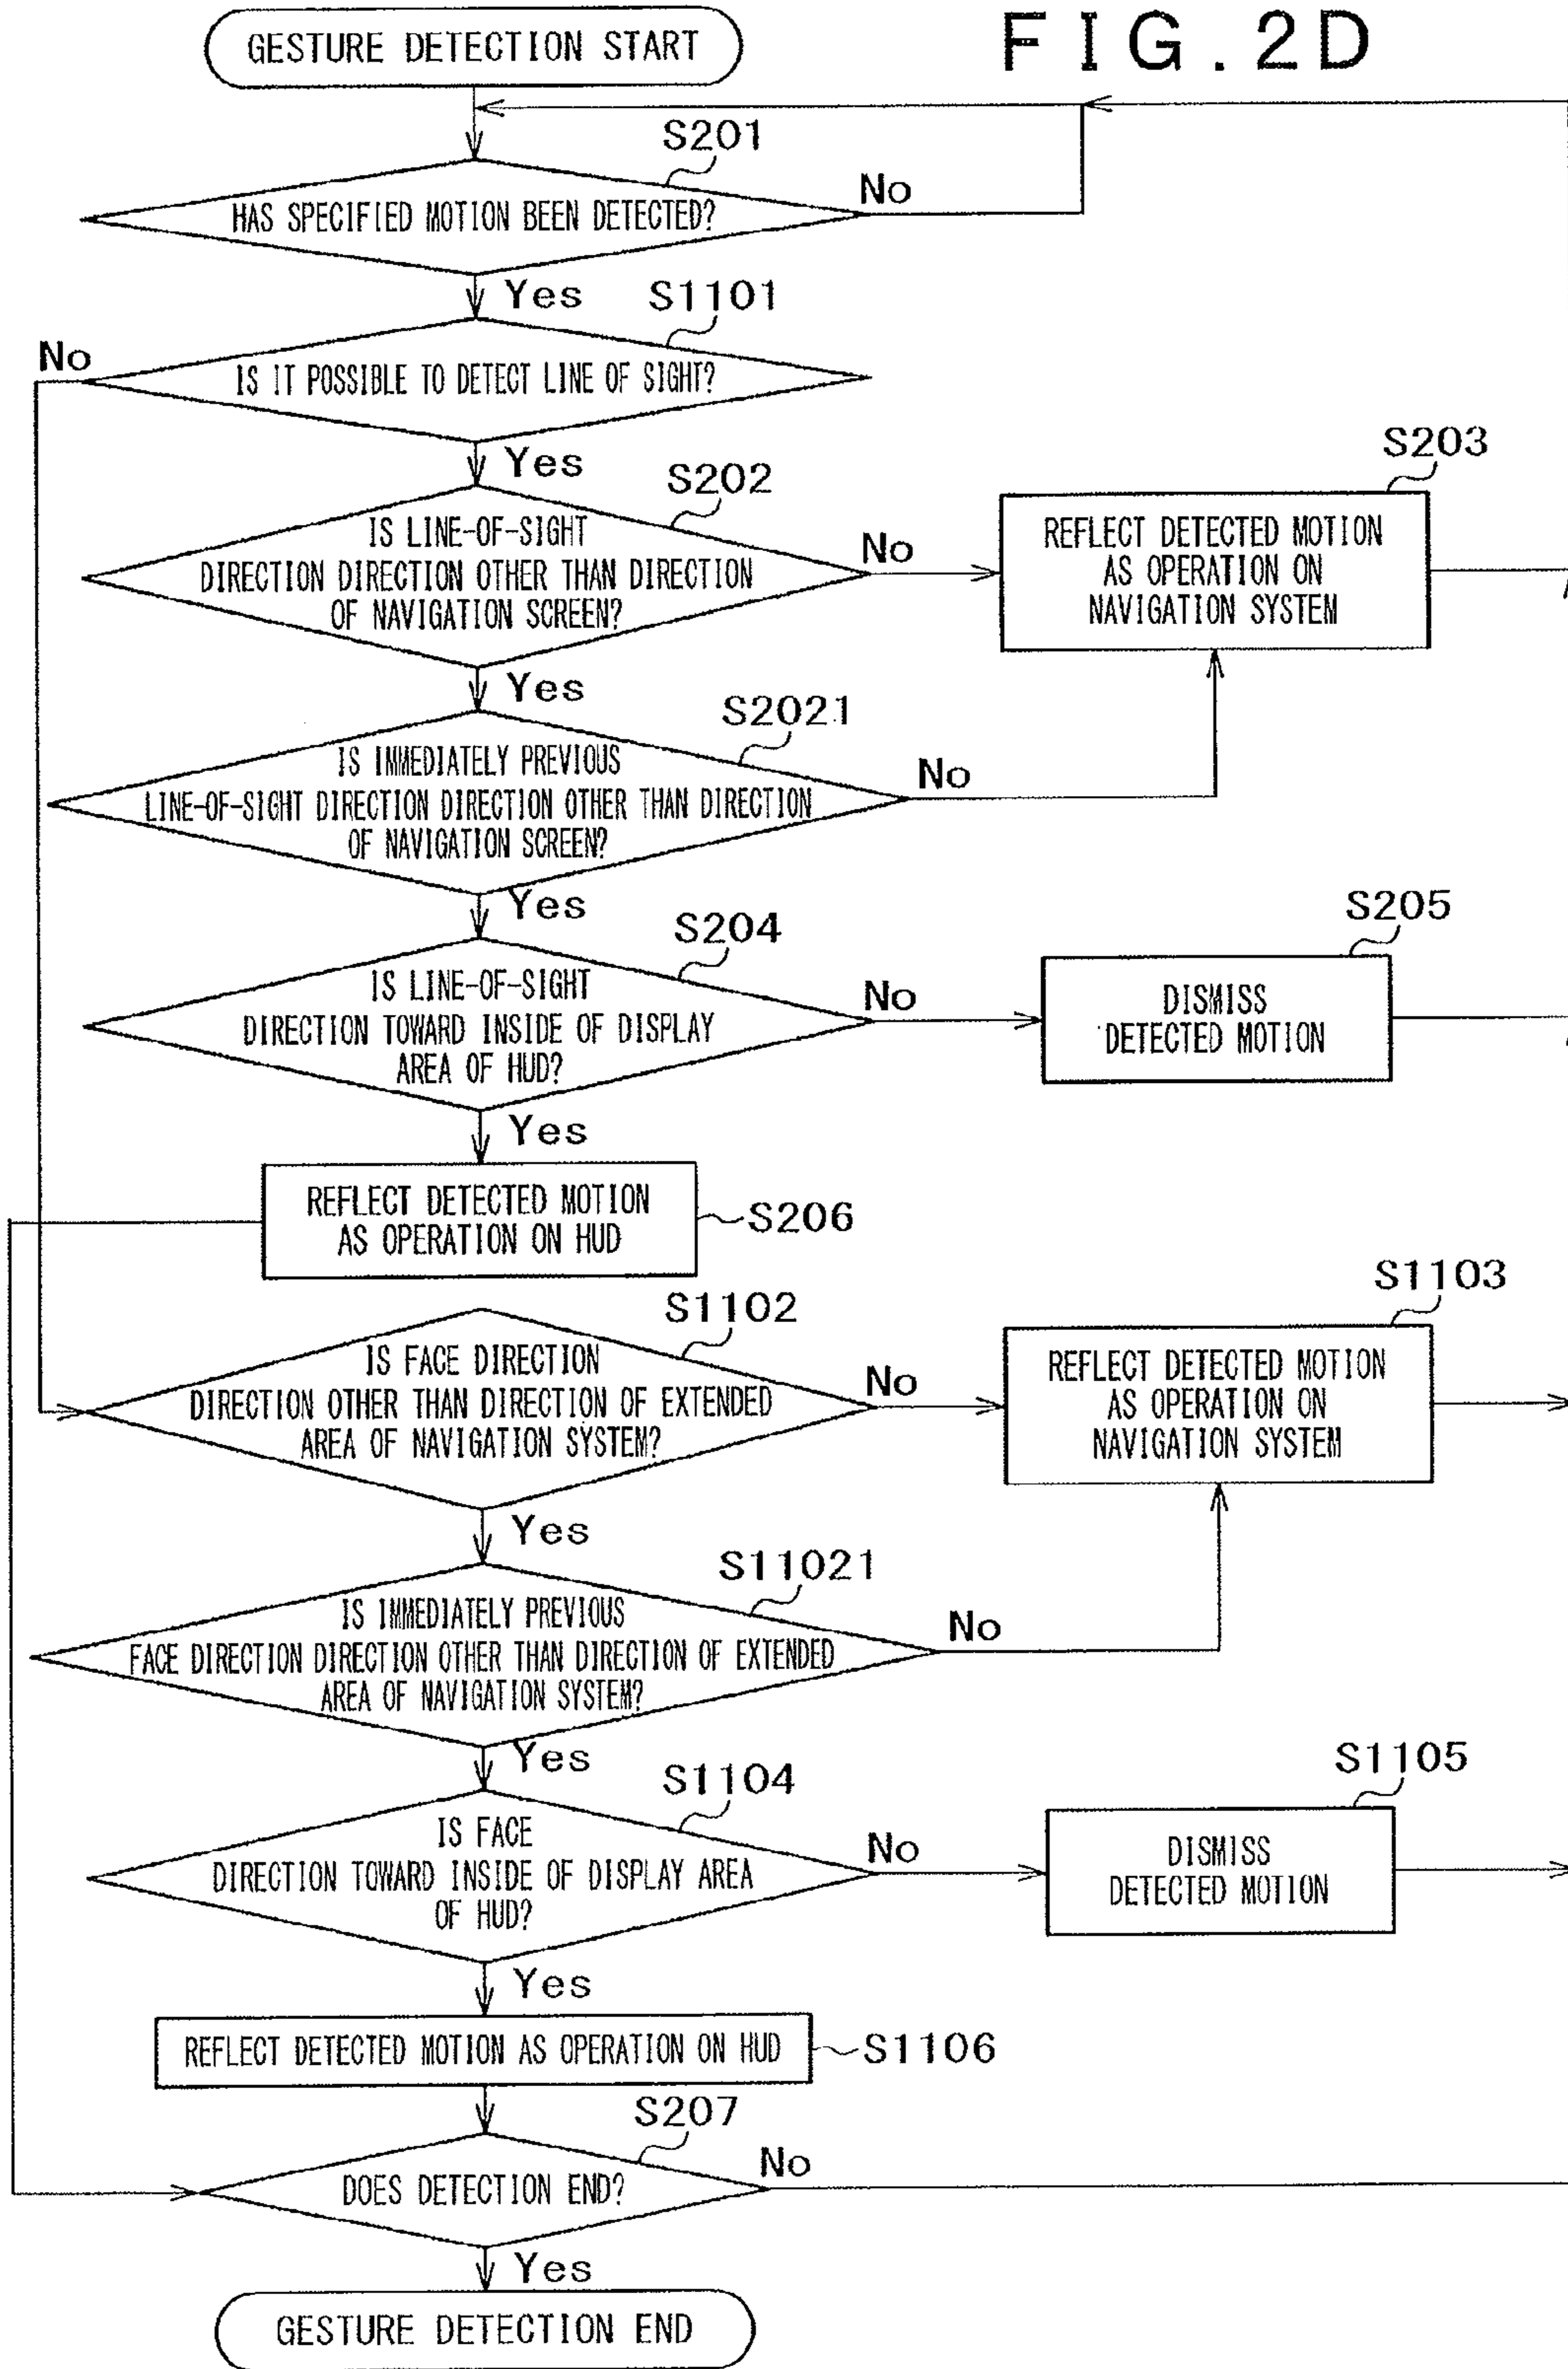 FIG.2D
GESTURE DETECTION START
S201
HAS SPECIFIED MOTION BEEN DETECTED?
No
Yes
S1101
No
IS IT POSSIBLE TO DETECT LINE OF SIGHT?
Yes
S202
IS LINE-OF-SIGHT
DIRECTION DIRECTION OTHER THAN DIRECTION
OF NAVIGATION SCREEN?
No
S203
REFLECT DETECTED MOTION
AS OPERATION ON
NAVIGATION SYSTEM
Yes
S2021
IS IMMEDIATELY PREVIOUS
LINE-OF-SIGHT DIRECTION DIRECTION OTHER THAN DIRECTION
OF NAVIGATION SCREEN?
No
Yes
S204
IS LINE-OF-SIGHT
DIRECTION TOWARD INSIDE OF DISPLAY
AREA OF HUD?
No
S205
DISMISS
DETECTED MOTION
Yes
REFLECT DETECTED MOTION
AS OPERATION ON HUD
S206
S1102
IS FACE DIRECTION
DIRECTION OTHER THAN DIRECTION OF EXTENDED
AREA OF NAVIGATION SYSTEM?
No
S1103
REFLECT DETECTED MOTION
AS OPERATION ON
NAVIGATION SYSTEM
Yes
S11021
IS IMMEDIATELY PREVIOUS
FACE DIRECTION DIRECTION OTHER THAN DIRECTION OF EXTENDED
AREA OF NAVIGATION SYSTEM?
No
Yes
S1104
IS FACE
DIRECTION TOWARD INSIDE OF DISPLAY AREA
OF HUD?
No
S1105
DISMISS
DETECTED MOTION
Yes
REFLECT DETECTED MOTION AS OPERATION ON HUD
S1106
S207
DOES DETECTION END?
No
Yes
GESTURE DETECTION END